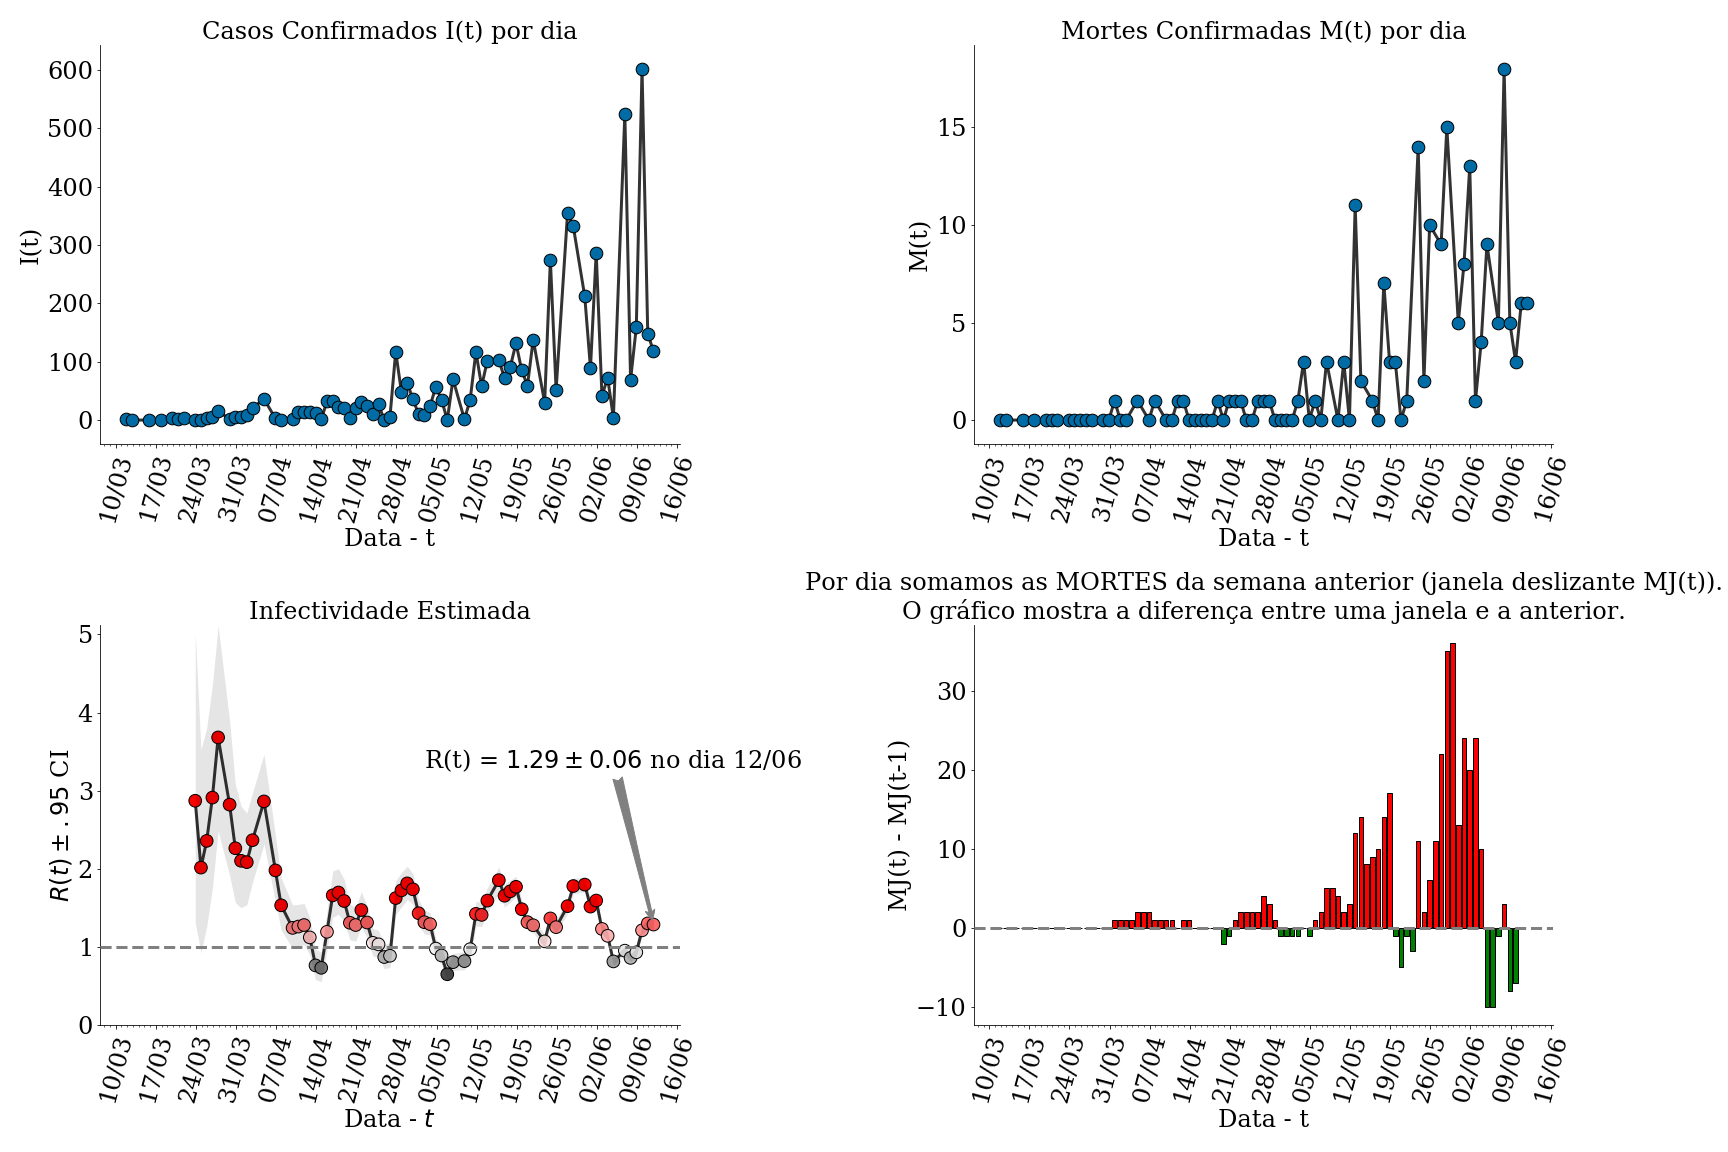 Casos Confirmados I(t) por dia
I(t)
600
500
400
300
200
100
0
10/03 17/03 24/03 31/03 07/04 14/04 21/04 28/04 05/05 12/05 19/05 26/05 02/06 09/06 16/06
Data - t
Mortes Confirmadas M(t) por dia
M(t)
15
10
5
0
10/03 17/03 24/03 31/03 07/04 14/04 21/04 28/04 05/05 12/05 19/05 26/05 02/06 09/06 16/06
Data - t
Infectividade Estimada
R(t) ± .95 CI
5
4
3
2
1
0
R(t) = 1.29 ± 0.06 no dia 12/06
10/03 17/03 24/03 31/03 07/04 14/04 21/04 28/04 05/05 12/05 19/05 26/05 02/06 09/06 16/06
Data - t
Por dia somamos as MORTES da semana anterior (janela deslizante MJ(t)).
O gráfico mostra a diferença entre uma janela e a anterior.
MJ(t) - MJ(t-1)
30
20
10
0
−10
10/03 17/03 24/03 31/03 07/04 14/04 21/04 28/04 05/05 12/05 19/05 26/05 02/06 09/06 16/06
Data - t